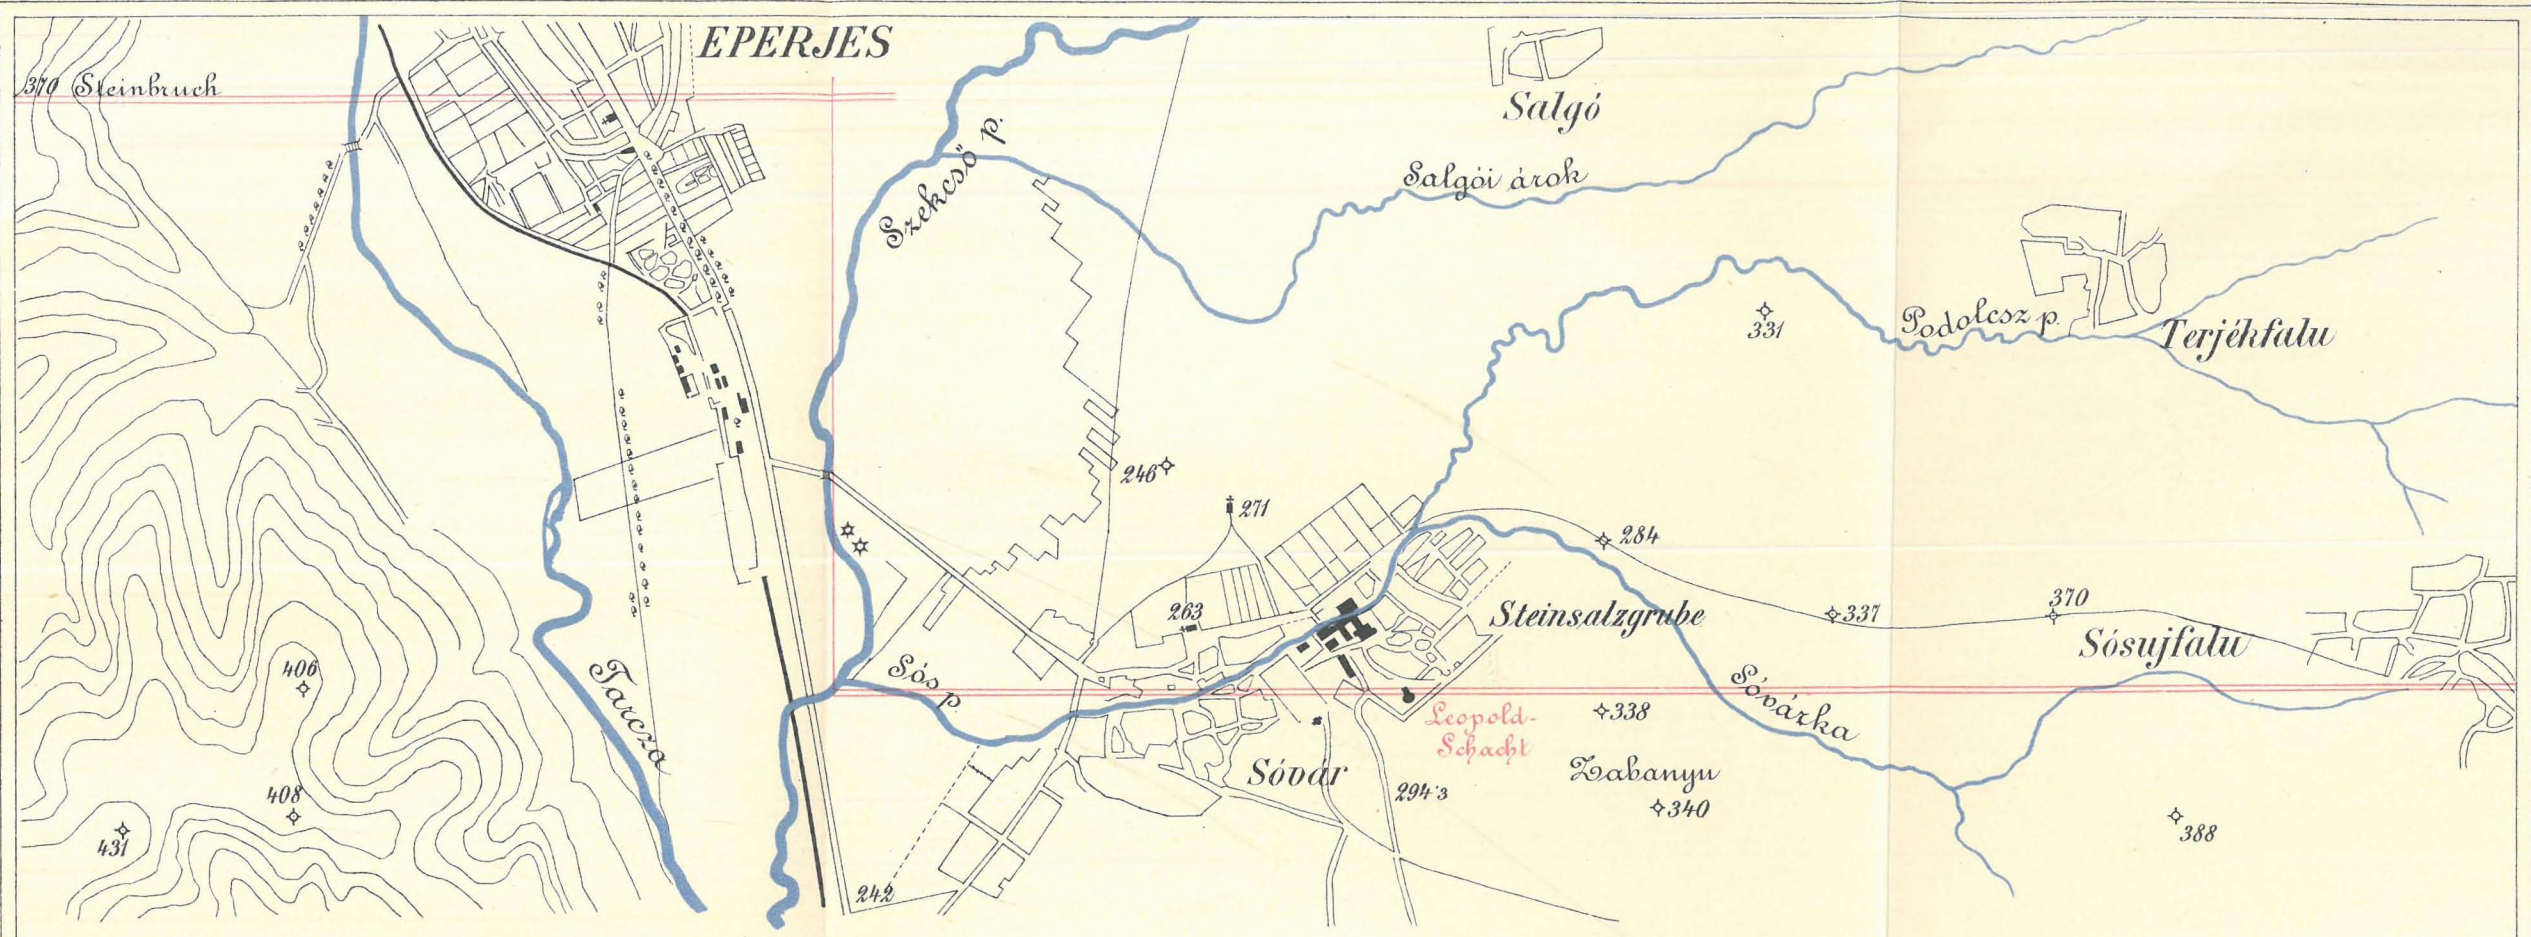 EPERJES
370 Steinbruch
Salgó
Szekcső p.
Salgói árok
331
Podolcsz p.
Terjékfalu
246
271
284
263
Steinsalzgrube
337
370
Sósujfalu
406
Tarcza
Sós p.
Leopold-
Schacht
338
Sóvárka
Sóvár
Zabanyu
294·3
340
408
431
388
242